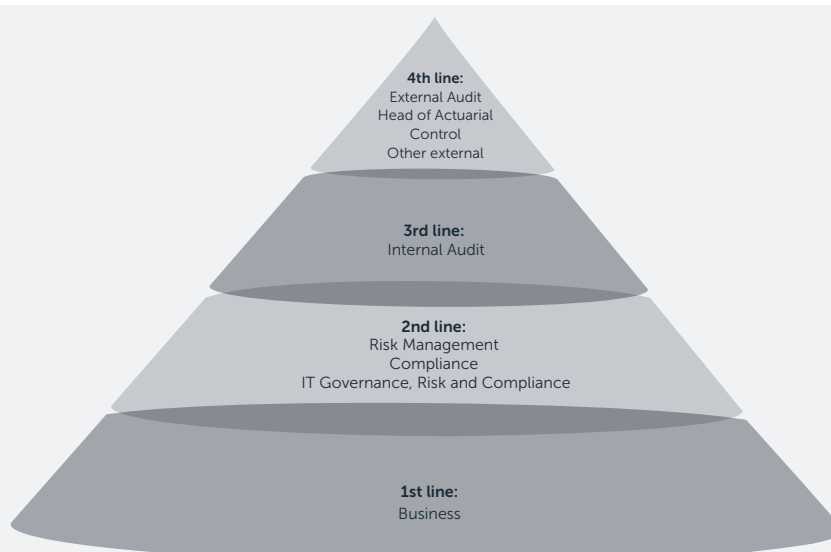 4th line:
External Audit
Head of Actuarial
Control
Other external
3rd line:
Internal Audit
2nd line:
Risk Management
Compliance
IT Governance, Risk and Compliance
1st line:
Business